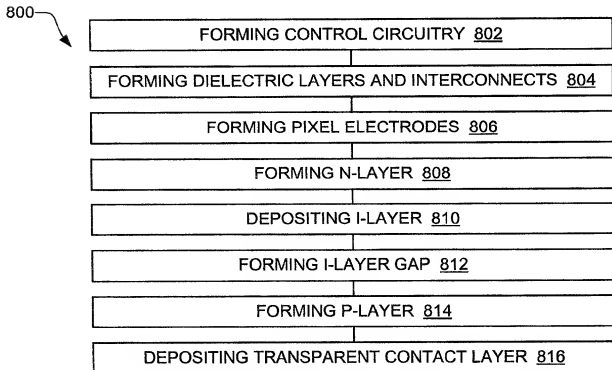 800
FORMING CONTROL CIRCUITRY 802
FORMING DIELECTRIC LAYERS AND INTERCONNECTS 804
FORMING PIXEL ELECTRODES 806
FORMING N-LAYER 808
DEPOSITING I-LAYER 810
FORMING I-LAYER GAP 812
FORMING P-LAYER 814
DEPOSITING TRANSPARENT CONTACT LAYER 816